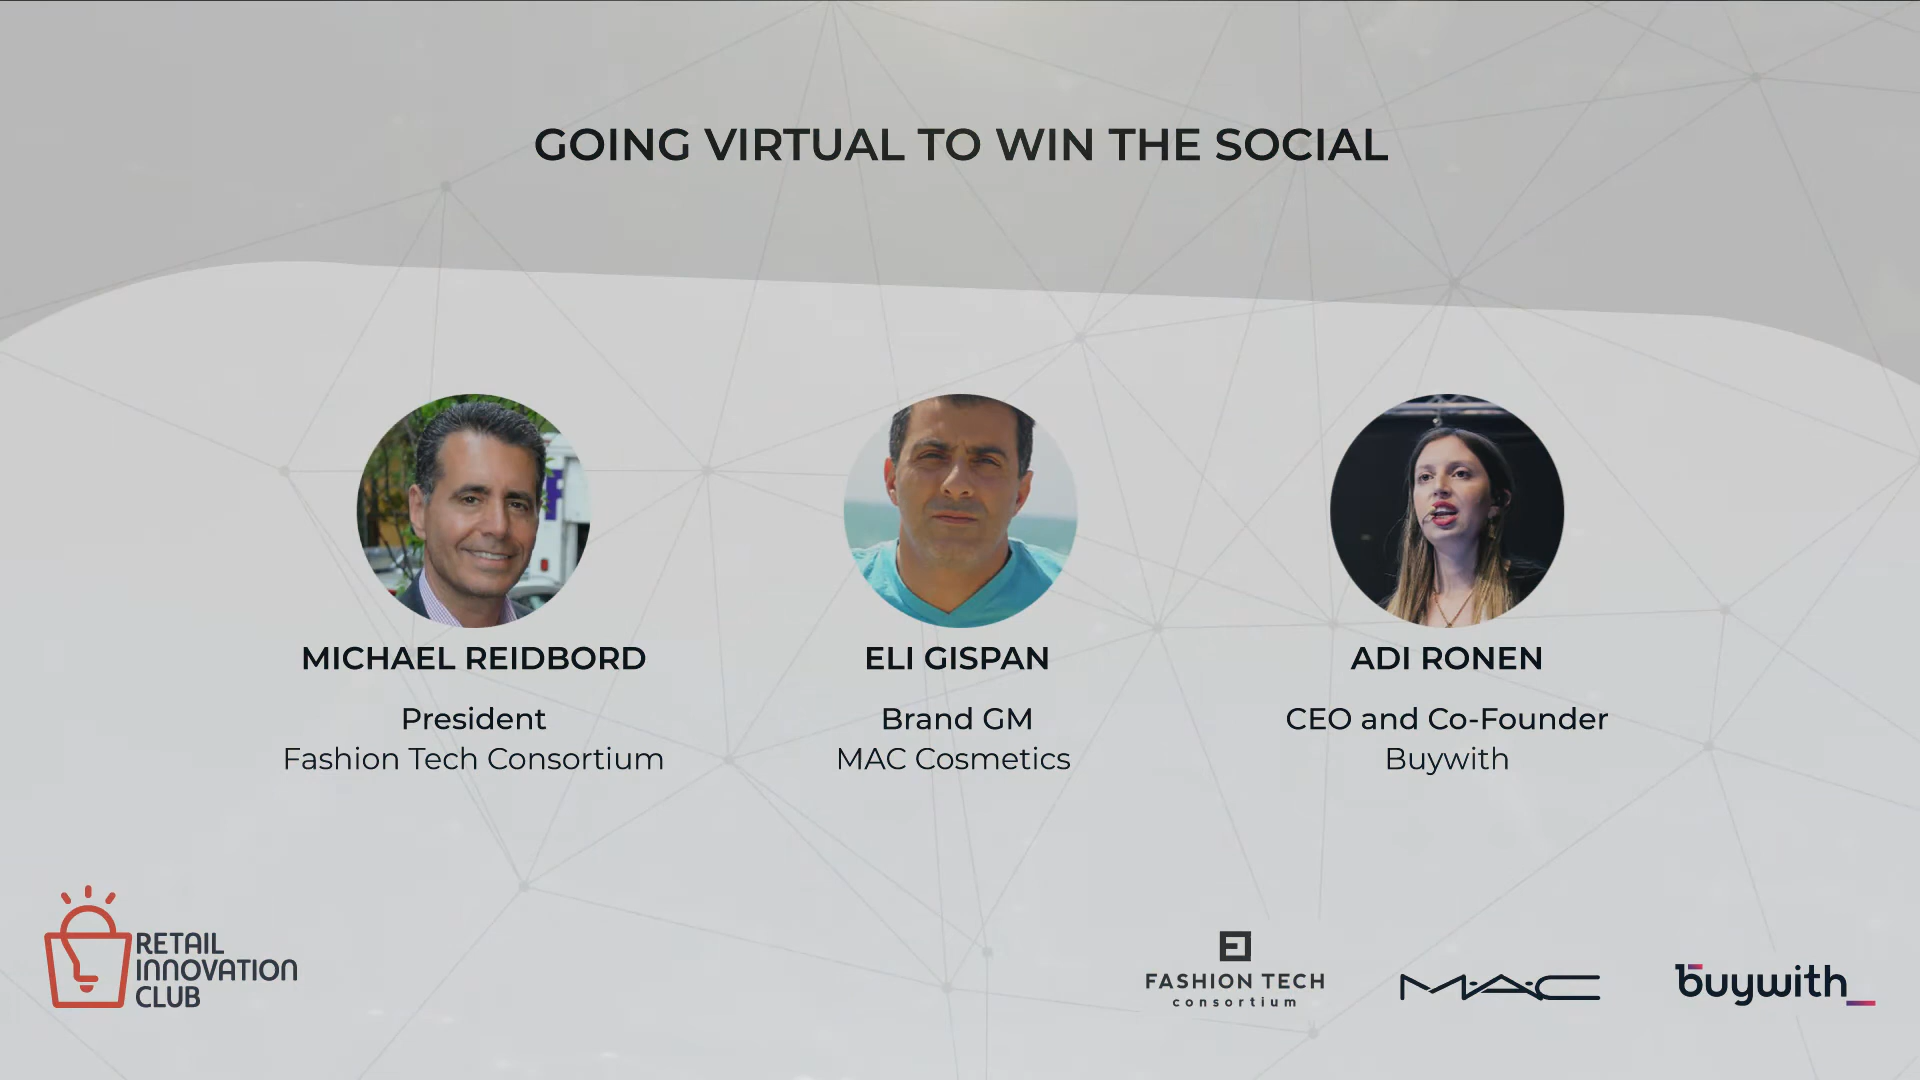 GOING VIRTUAL TO WIN THE SOCIAL
MICHAEL REIDBORD
President
Fashion Tech Consortium
ELI GISPAN
Brand GM
MAC Cosmetics
ADI RONEN
CEO and Co-Founder
Buywith
RETAIL
INNOVATION
CLUB
FASHION TECH
consortium
M·A·C
buywith_